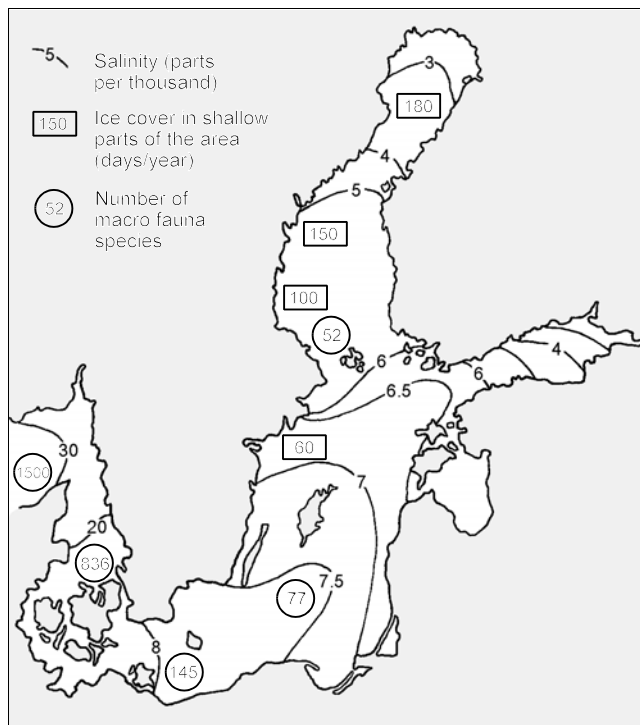 5 Salinity (parts
per thousand)
150 Ice cover in shallow
parts of the area
(days/year)
52 Number of
macro fauna
species
3
180
4
5
150
100
52
6
4
6
6.5
30
60
1500
7
20
836
7.5
77
8
145